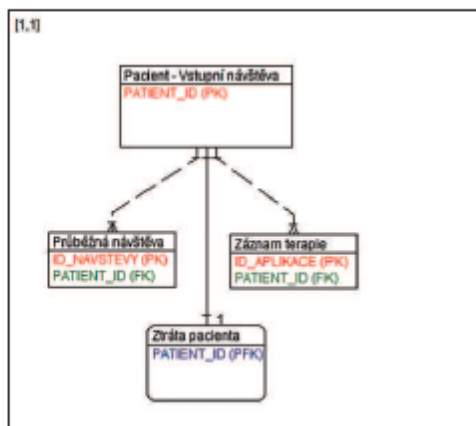 [1,1]
Pacient - Vstupní návštěva
PATIENT_ID (PK)
Průběžná návštěva
ID_NAVSTEVY (PK)
PATIENT_ID (FK)
Záznam terapie
ID_APLIKACE (PK)
PATIENT_ID (FK)
1
Ztráta pacienta
PATIENT_ID (PFK)